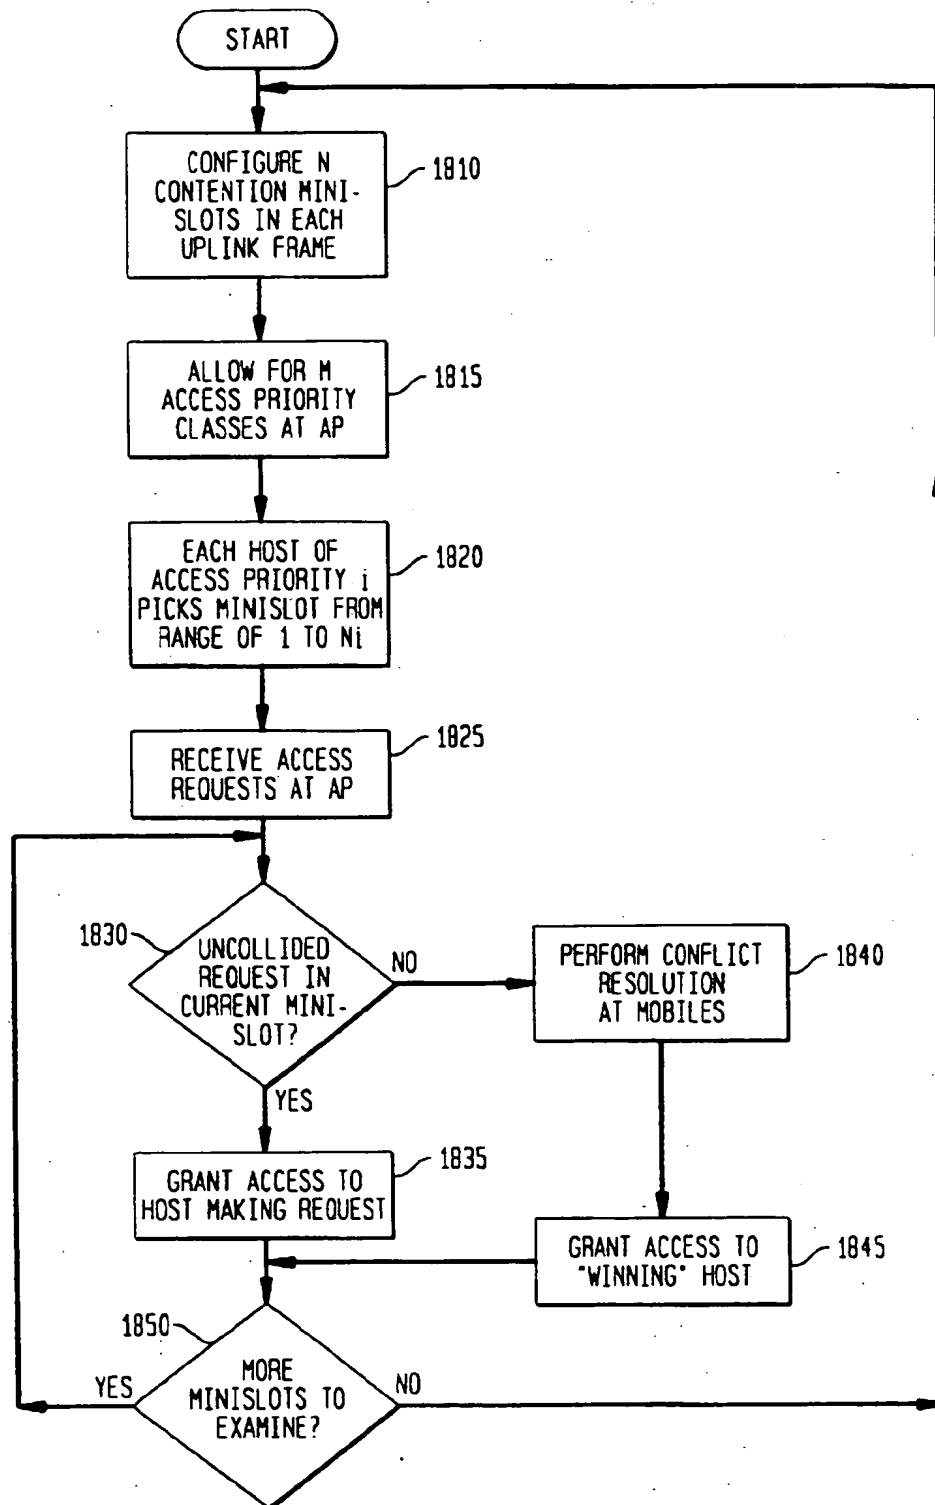 START
CONFIGURE N
CONTENTION MINI-
SLOTS IN EACH
UPLINK FRAME
1810
ALLOW FOR M
ACCESS PRIORITY
CLASSES AT AP
1815
EACH HOST OF
ACCESS PRIORITY i
PICKS MINISLOT FROM
RANGE OF 1 TO Ni
1820
RECEIVE ACCESS
REQUESTS AT AP
1825
1830
UNCOLLIDED
REQUEST IN
CURRENT MINI-
SLOT?
NO
YES
PERFORM CONFLICT
RESOLUTION
AT MOBILES
1840
GRANT ACCESS TO
HOST MAKING REQUEST
1835
GRANT ACCESS TO
"WINNING" HOST
1845
1850
MORE
MINISLOTS TO
EXAMINE?
YES
NO